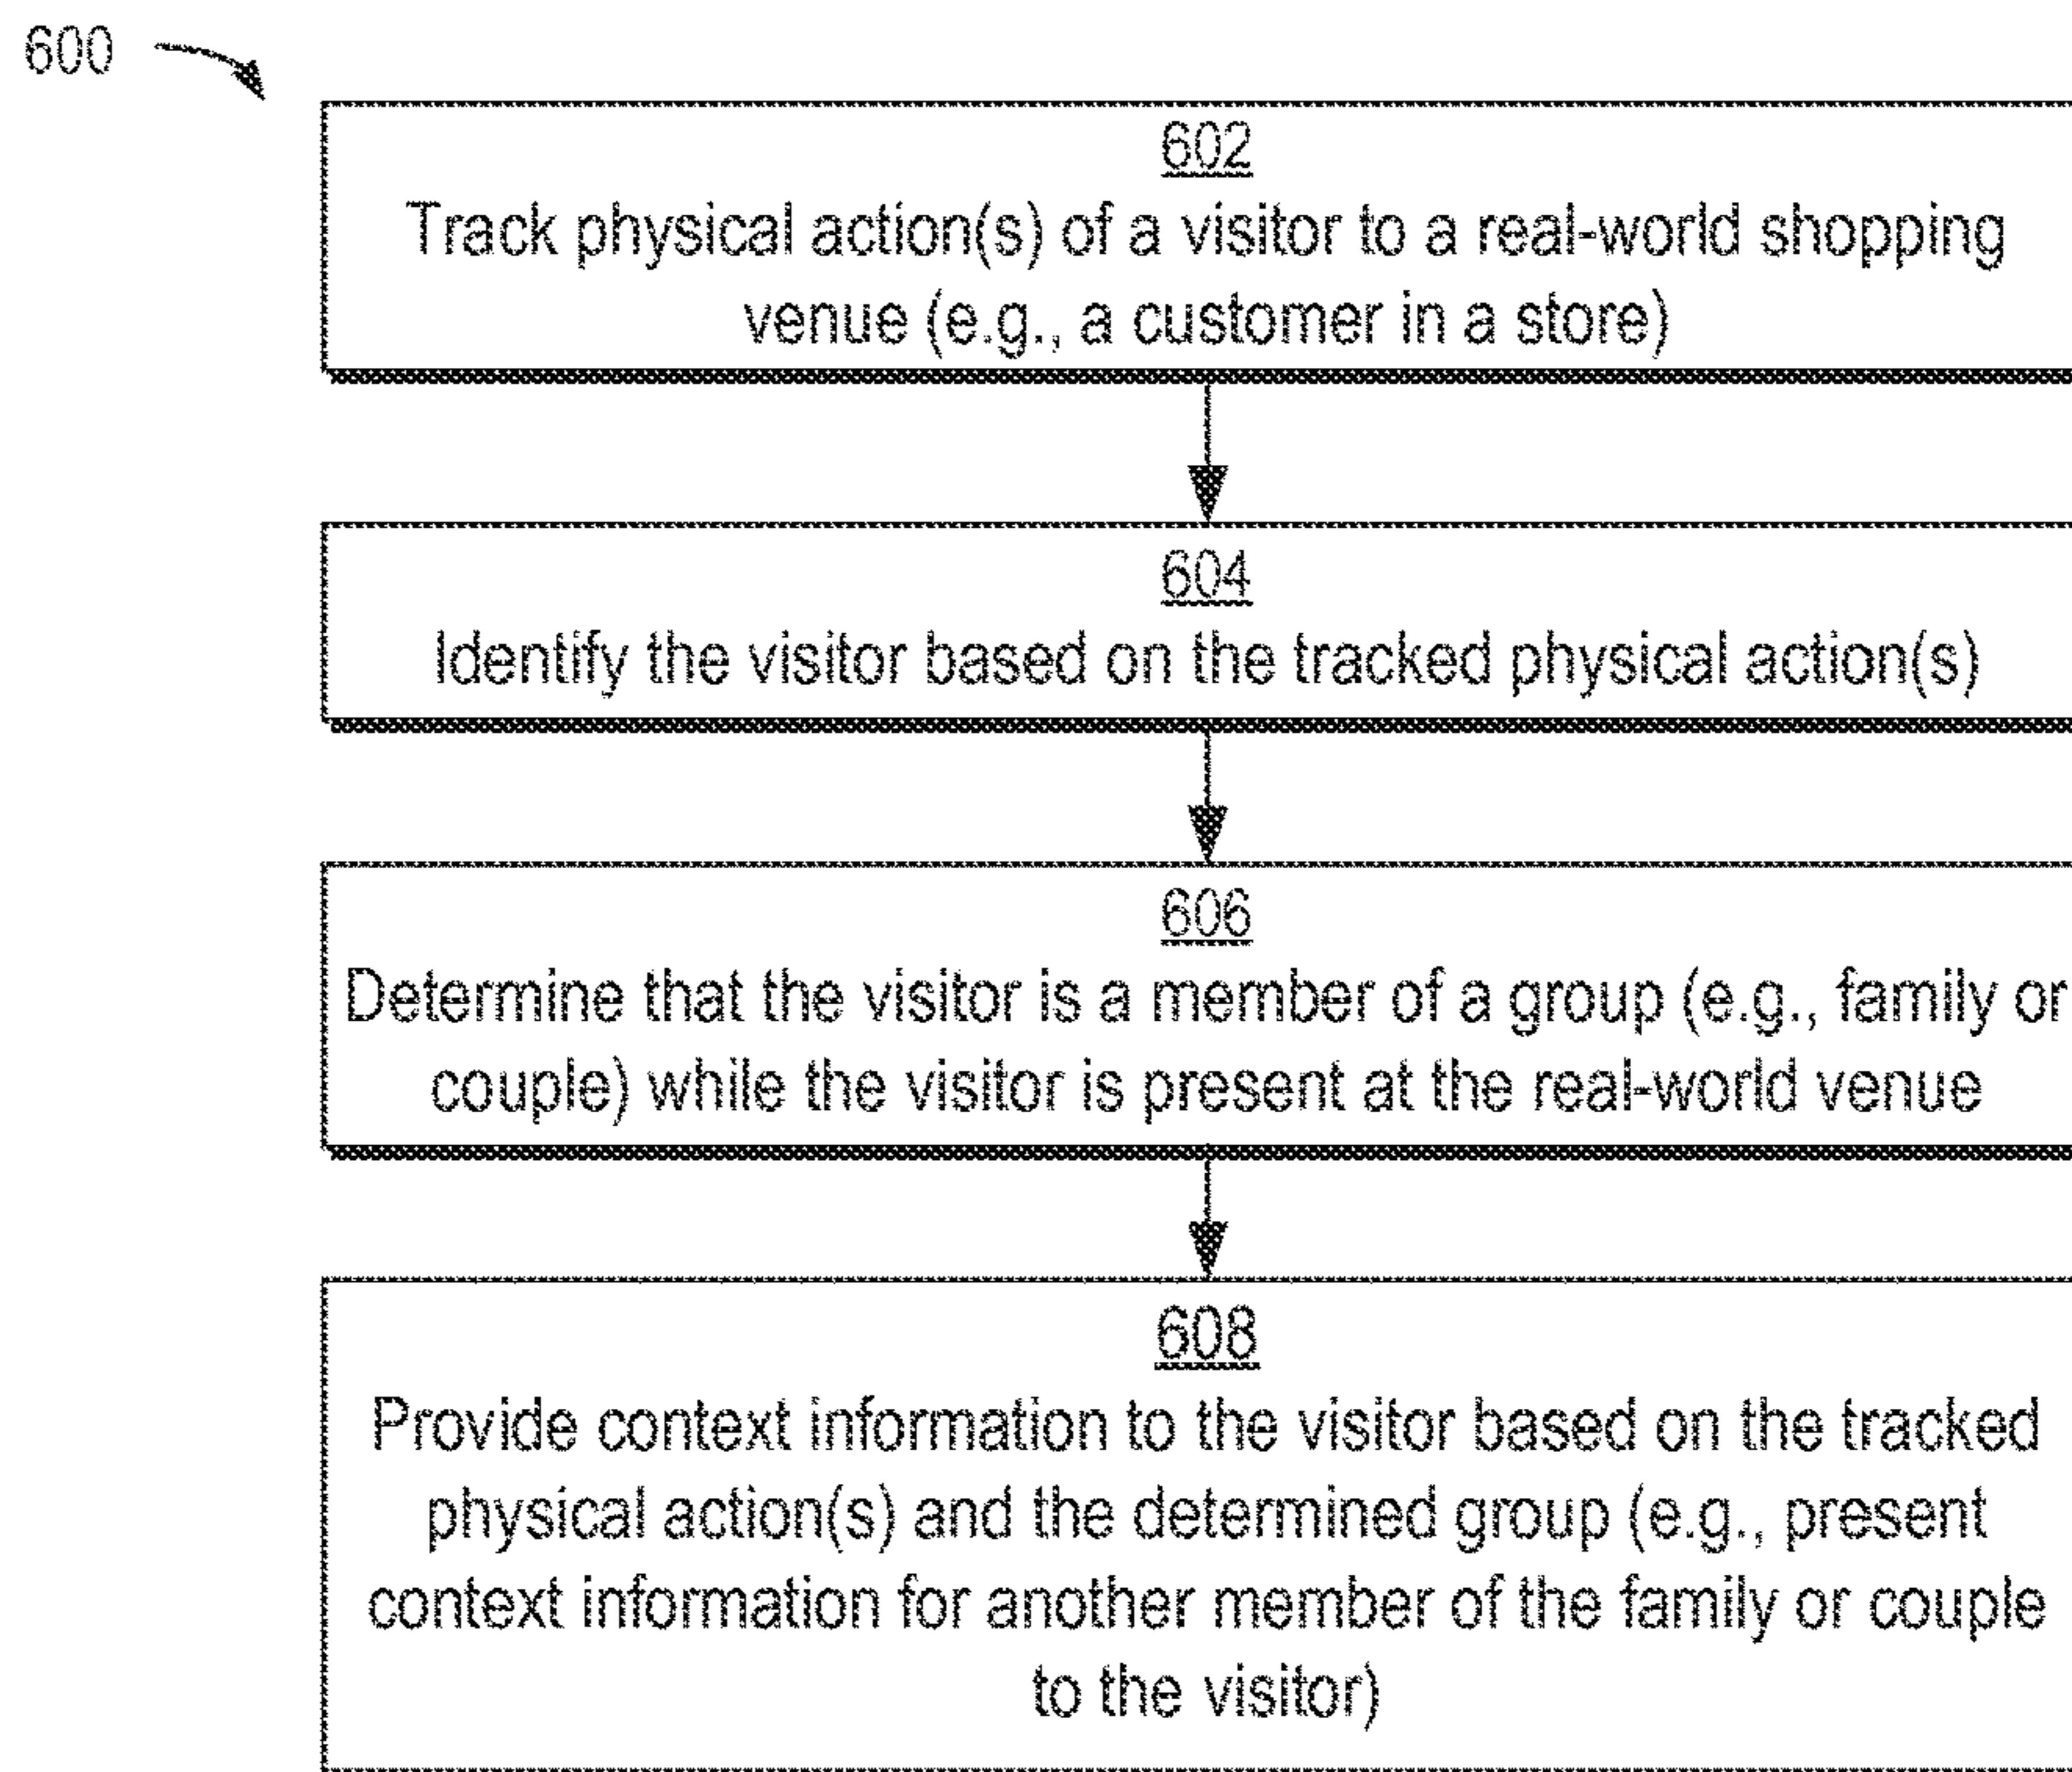 600
602
Track physical action(s) of a visitor to a real-world shopping
venue (e.g., a customer in a store)
604
Identify the visitor based on the tracked physical action(s)
606
Determine that the visitor is a member of a group (e.g., family or
couple) while the visitor is present at the real-world venue
608
Provide context information to the visitor based on the tracked
physical action(s) and the determined group (e.g., present
context information for another member of the family or couple
to the visitor)